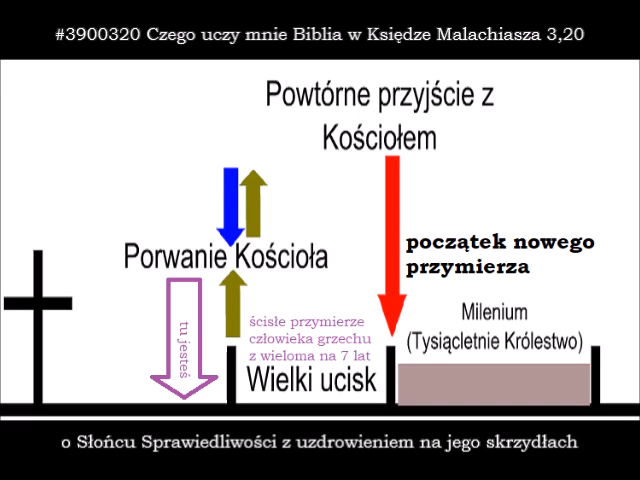 #3900320 Czego uczy mnie Biblia w Księdze Malachiasza 3,20
Powtórne przyjście z
Kościołem
Porwanie Kościoła
początek nowego
przymierza
tu jesteś
ścisłe przymierze
człowieka grzechu
z wieloma na 7 lat
Wielki ucisk
Milenium
(Tysiącletnie Królestwo)
o Słońcu Sprawiedliwości z uzdrowieniem na jego skrzydłach